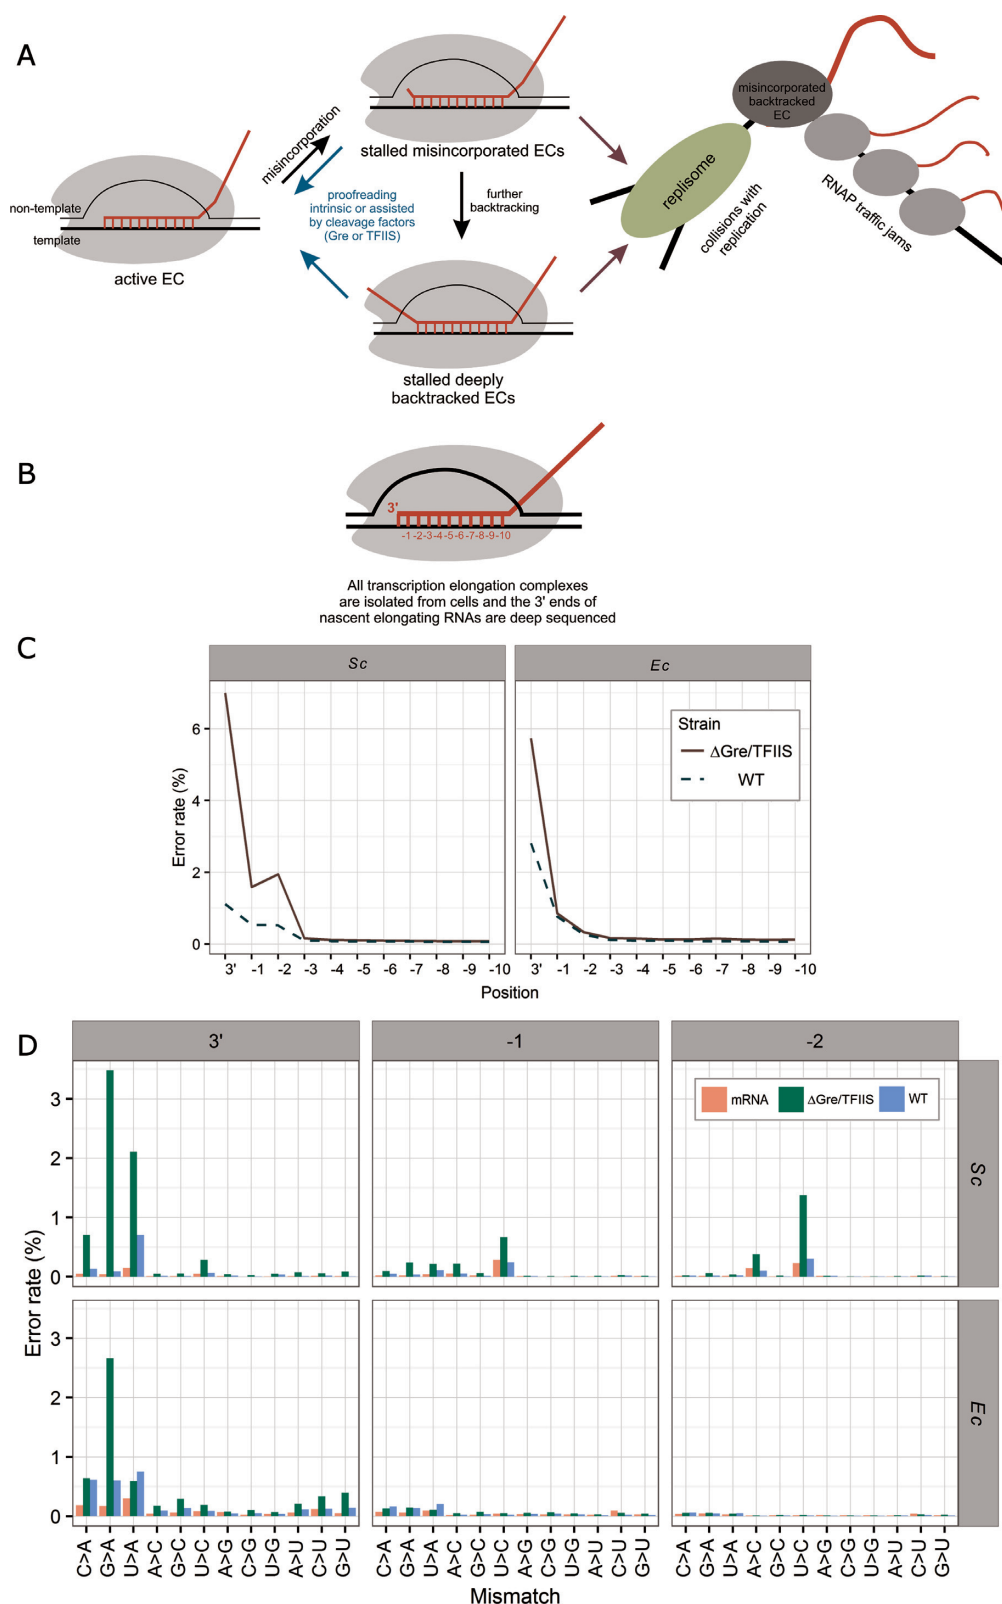 A
misincorporation
stalled misincorporated ECs
non-template
template
active EC
proofreading
intrinsic or assisted
by cleavage factors
(Gre or TFIIS)
further
backtracking
stalled deeply
backtracked ECs
replisome
collisions with
replication
misincorporated
backtracked
EC
RNAP traffic jams
B
3'
-1 -2 -3 -4 -5 -6 -7 -8 -9 -10
All transcription elongation complexes
are isolated from cells and the 3' ends of
nascent elongating RNAs are deep sequenced
C
Sc
Ec
Error rate (%)
6
4
2
0
Strain
ΔGre/TFIIS
WT
3' -1 -2 -3 -4 -5 -6 -7 -8 -9 -10
3' -1 -2 -3 -4 -5 -6 -7 -8 -9 -10
Position
D
3'
-1
-2
mRNA
ΔGre/TFIIS
WT
Sc
Ec
Error rate (%)
3
2
1
0
3
2
1
0
C>A G>A U>A A>C G>C U>C A>G C>G U>G A>U C>U G>U
C>A G>A U>A A>C G>C U>C A>G C>G U>G A>U C>U G>U
C>A G>A U>A A>C G>C U>C A>G C>G U>G A>U C>U G>U
Mismatch